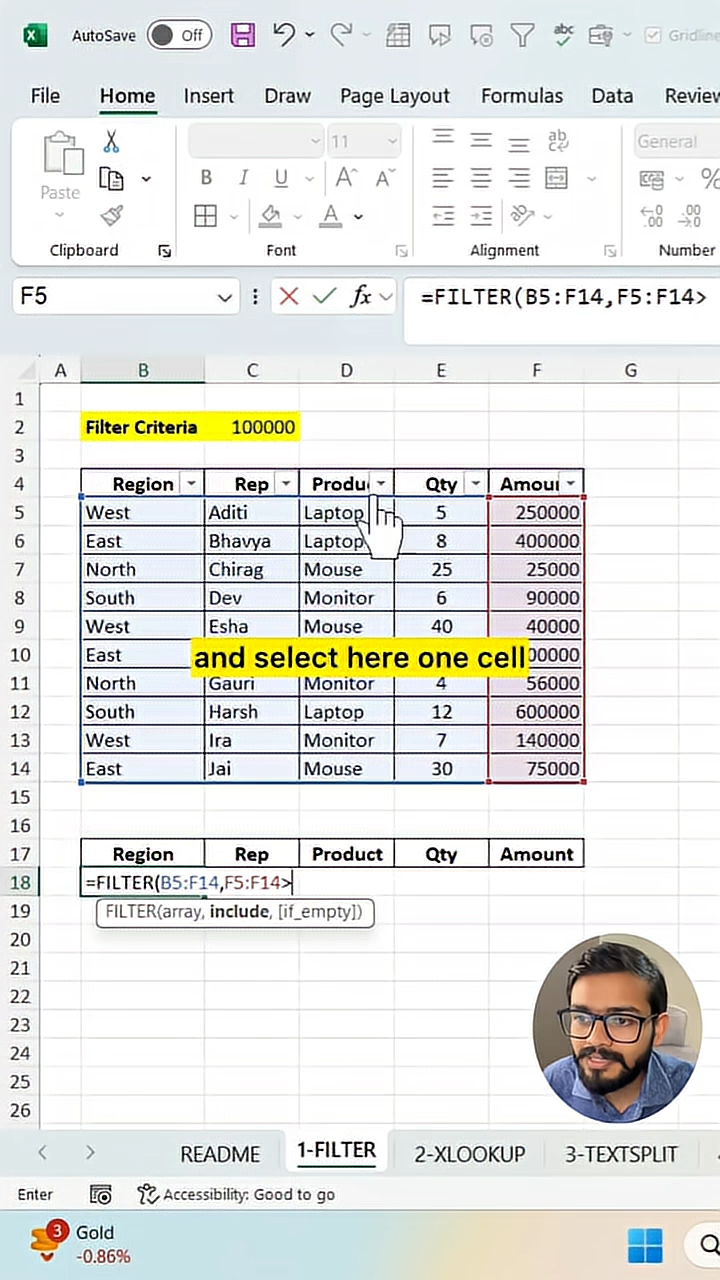 AutoSave Off abc Gridline
File Home Insert Draw Page Layout Formulas Data Review
11 ab General
Paste B I U A A %
A .00 .00
Clipboard Font Alignment Number
F5 fx =FILTER(B5:F14,F5:F14>
A B C D E F G
1
2 Filter Criteria 100000
3
4 Region Rep Produ Qty Amou
5 West Aditi Laptop 5 250000
6 East Bhavya Laptop 8 400000
7 North Chirag Mouse 25 25000
8 South Dev Monitor 6 90000
9 West Esha Mouse 40 40000
and select here one cell
10 East
11 North Gauri Monitor 4 56000
12 South Harsh Laptop 12 600000
13 West Ira Monitor 7 140000
14 East Jai Mouse 30 75000
15
16
17 Region Rep Product Qty Amount
18 =FILTER(B5:F14,F5:F14>
19 FILTER(array, include, [if_empty])
20
21
22
23
24
25
26
README 1-FILTER 2-XLOOKUP 3-TEXTSPLIT
Enter Accessibility: Good to go
3 Gold
-0.86%